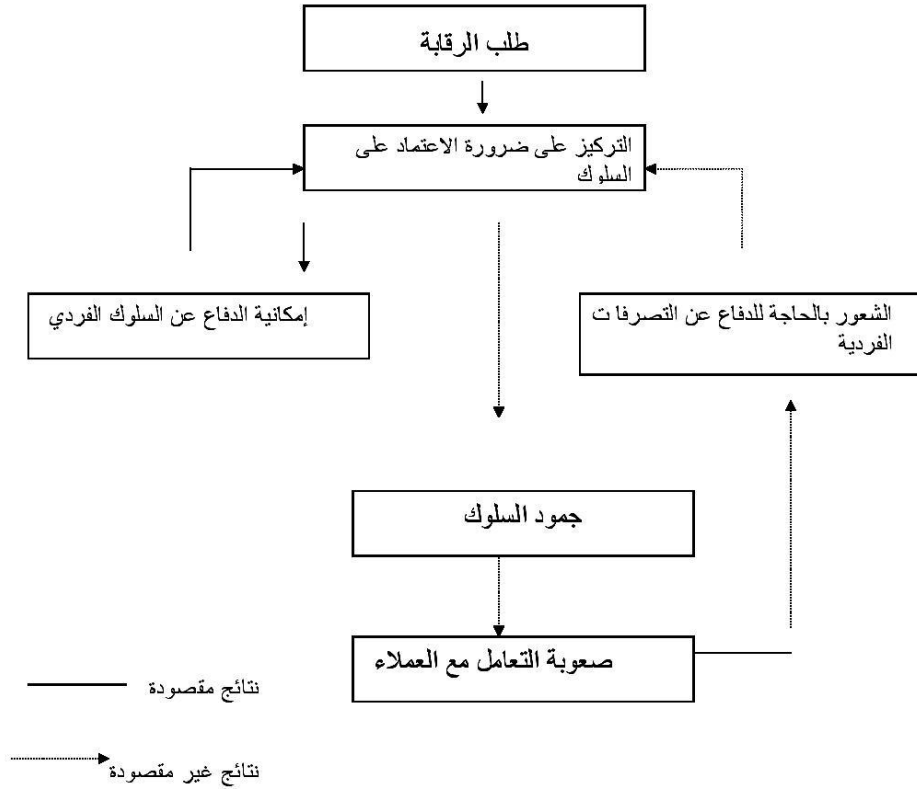 طلب الرقابة
التركيز على ضرورة الاعتماد على
السلوك
الشعور بالحاجة للدفاع عن التصرفا ت
الفردية
إمكانية الدفاع عن السلوك الفردي
جمود السلوك
صعوبة التعامل مع العملاء
نتائج مقصودة
نتائج غير مقصودة